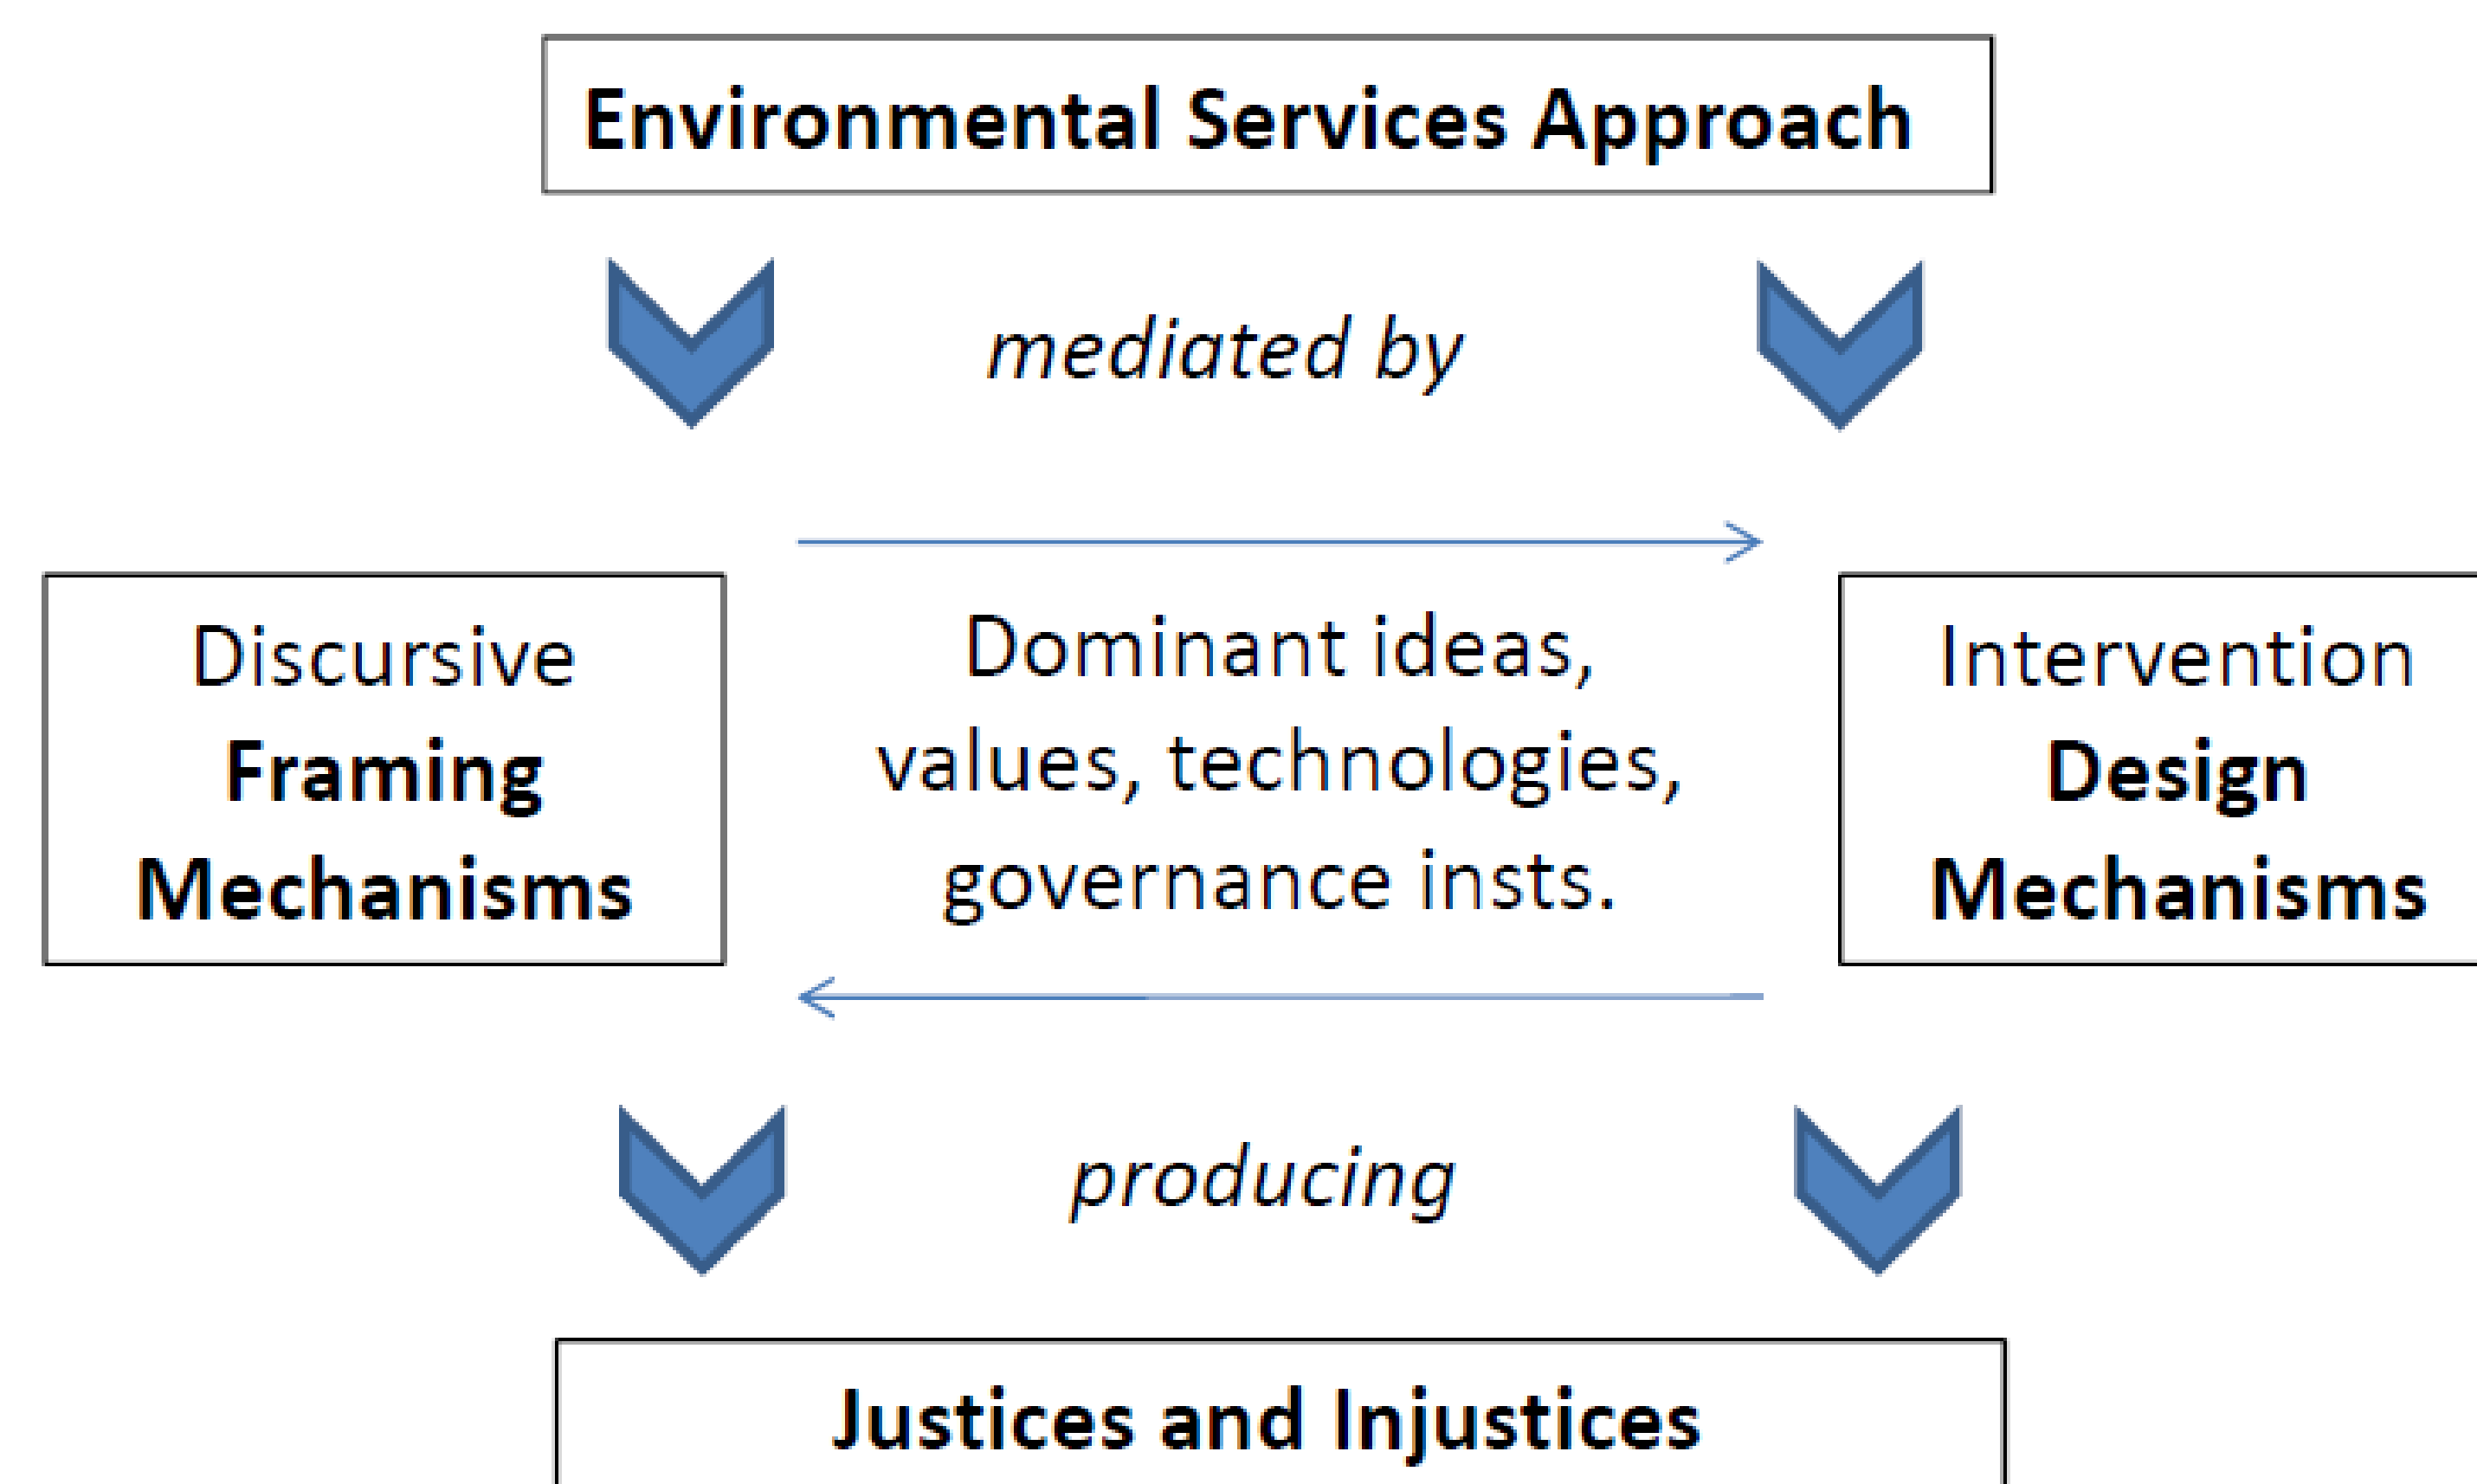 Environmental Services Approach
mediated by
Discursive
Framing
Mechanisms
Dominant ideas,
values, technologies,
governance insts.
Intervention
Design
Mechanisms
producing
Justices and Injustices